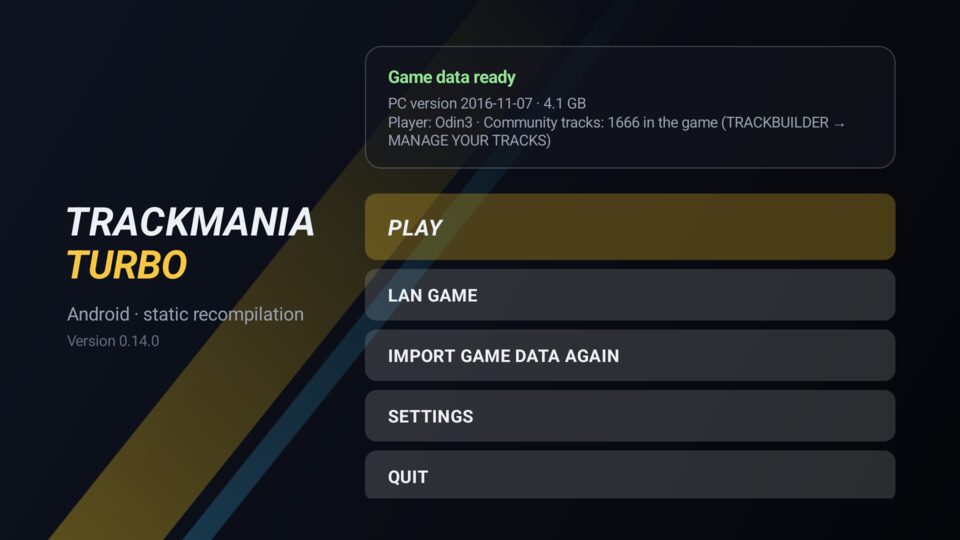 Game data ready
PC version 2016-11-07 · 4.1 GB
Player: Odin3 · Community tracks: 1666 in the game (TRACKBUILDER →
MANAGE YOUR TRACKS)
TRACKMANIA
TURBO
Android · static recompilation
Version 0.14.0
PLAY
LAN GAME
IMPORT GAME DATA AGAIN
SETTINGS
QUIT